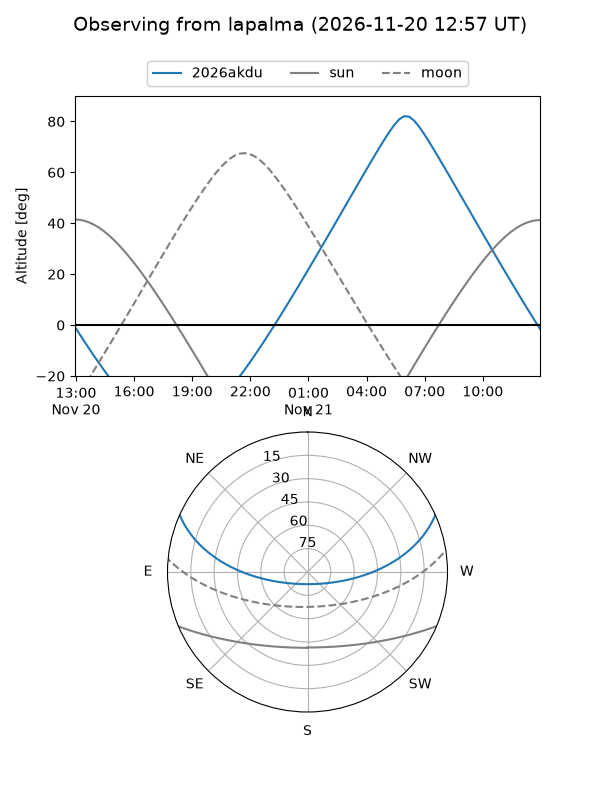 Observing from lapalma (2026-11-20 12:57 UT)
2026akdu sun moon
Altitude [deg]
80
60
40
20
0
−20
13:00 16:00 19:00 22:00 01:00 04:00 07:00 10:00
Nov 20 Nov 21
N
NE NW
15
30
45
60
75
E W
SE SW
S